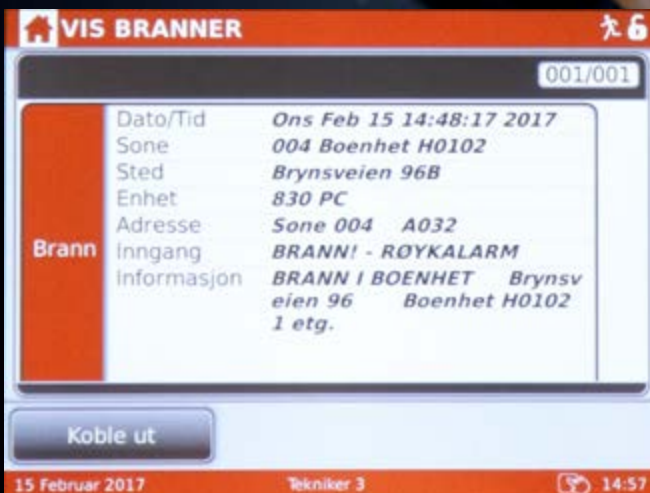 VIS BRANNER
001/001
Dato/Tid Ons Feb 15 14:48:17 2017
Sone 004 Boenhet H0102
Sted Brynsveien 96B
Enhet 830 PC
Adresse Sone 004 A032
Brann
Inngang BRANN! - RØYKALARM
Informasjon BRANN I BOENHET Brynsv
eien 96 Boenhet H0102
1 etg.
Koble ut
15 Februar 2017 Tekniker 3 14:57